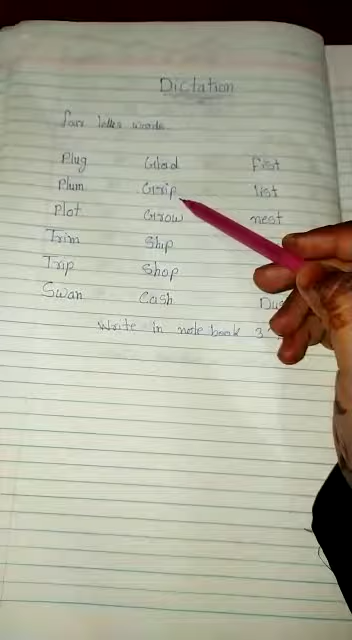 Dictation
four letter words
Plug Glad Fist
Plum Grip list
Plot Grow nest
Trim Ship
Trip Shop
Swan Cash
Write in note book 3